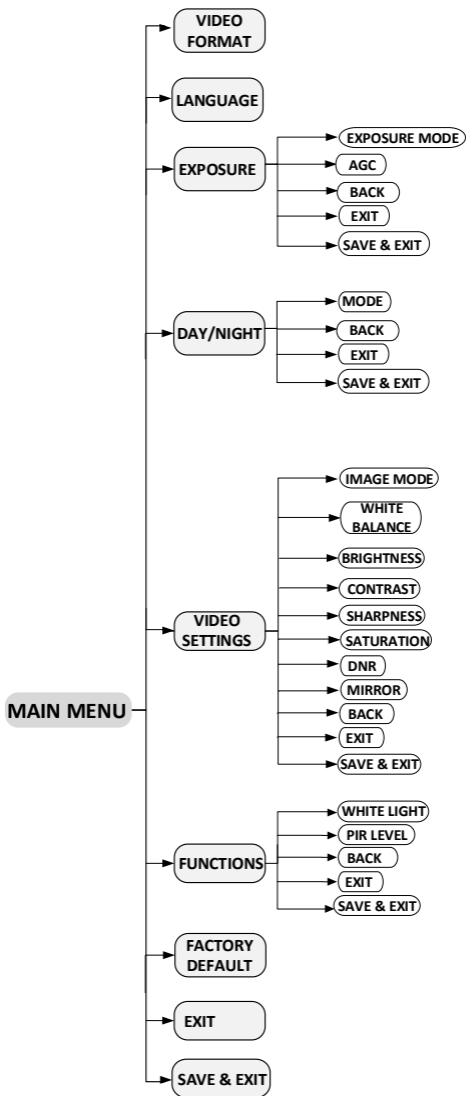 VIDEO
FORMAT
LANGUAGE
EXPOSURE
EXPOSURE MODE
AGC
BACK
EXIT
SAVE & EXIT
DAY/NIGHT
MODE
BACK
EXIT
SAVE & EXIT
VIDEO
SETTINGS
IMAGE MODE
WHITE
BALANCE
BRIGHTNESS
CONTRAST
SHARPNESS
SATURATION
DNR
MIRROR
BACK
EXIT
SAVE & EXIT
MAIN MENU
FUNCTIONS
WHITE LIGHT
PIR LEVEL
BACK
EXIT
SAVE & EXIT
FACTORY
DEFAULT
EXIT
SAVE & EXIT